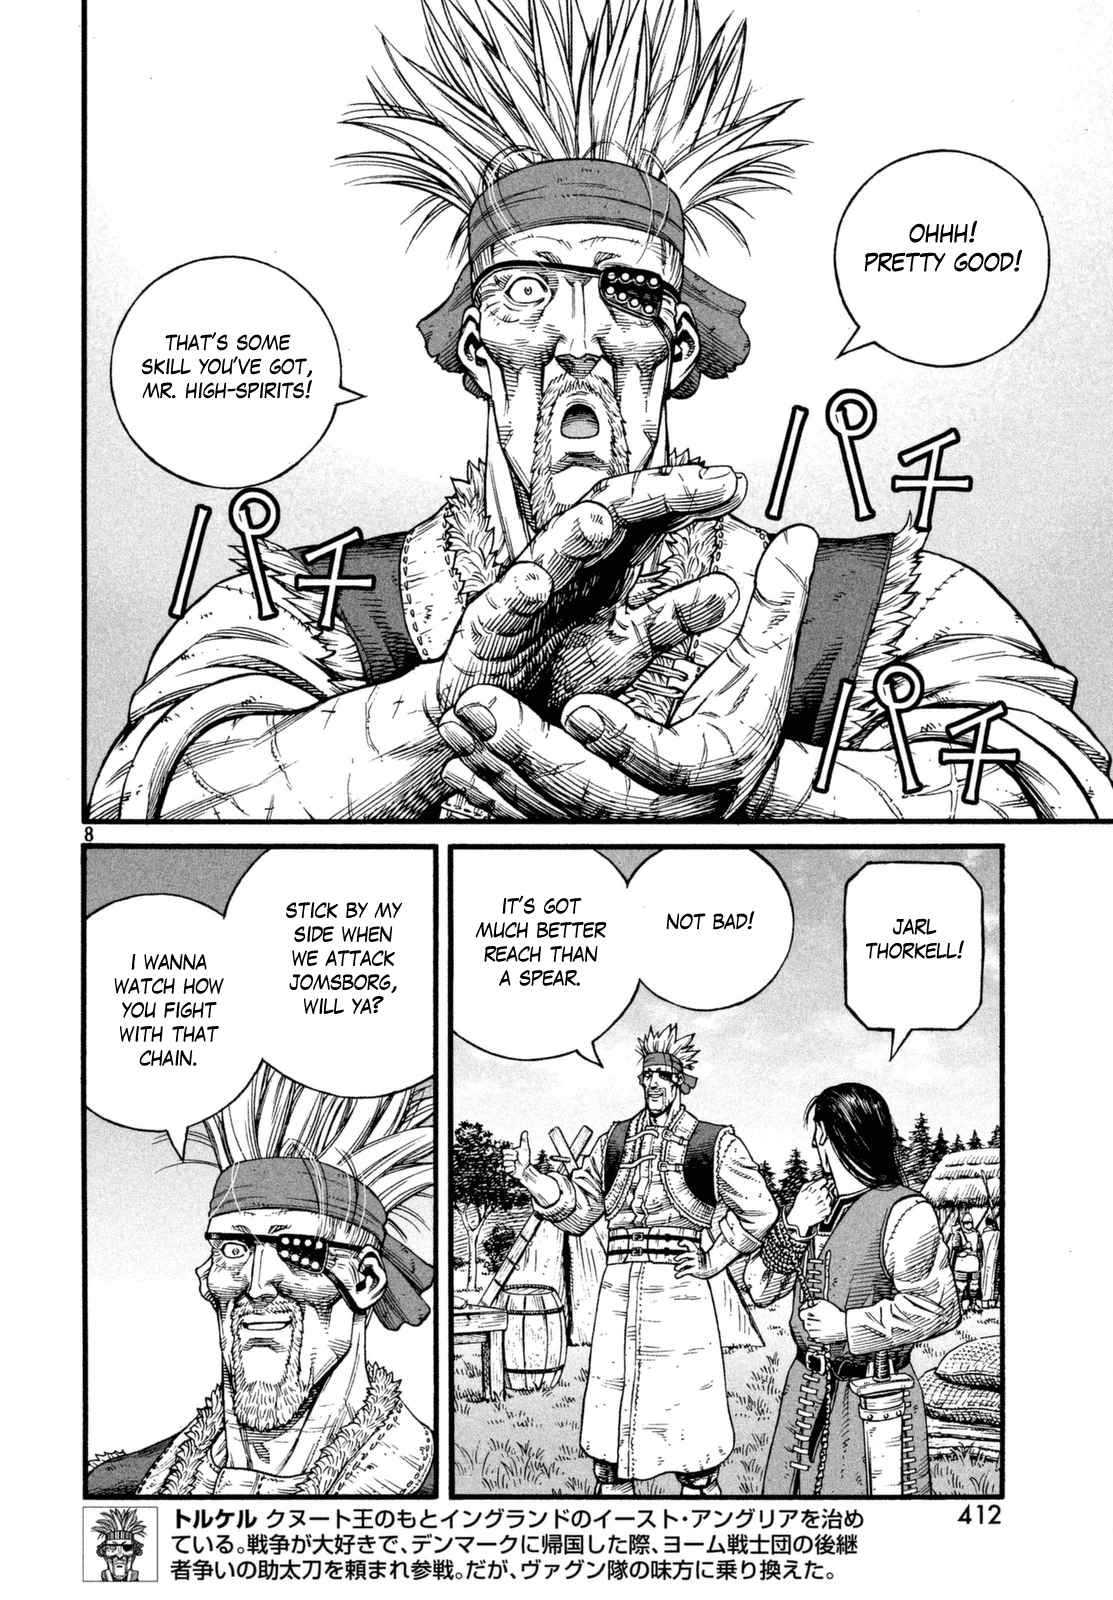 OHHH!
PRETTY GOOD!
THAT'S SOME
SKILL YOU'VE GOT,
MR. HIGH-SPIRITS!
パチ
パチ
パチ
8
JARL
THORKELL!
NOT BAD!
IT'S GOT
MUCH BETTER
REACH THAN
A SPEAR.
STICK BY MY
SIDE WHEN
WE ATTACK
JOMSBORG,
WILL YA?
I WANNA
WATCH HOW
YOU FIGHT
WITH THAT
CHAIN.
トルケル クヌート王のもとイングランドのイースト・アングリアを治め
ている。戦争が大好きで、デンマークに帰国した際、ヨーム戦士団の後継
者争いの助太刀を頼まれ参戦。だが、ヴァグン隊の味方に乗り換えた。
412